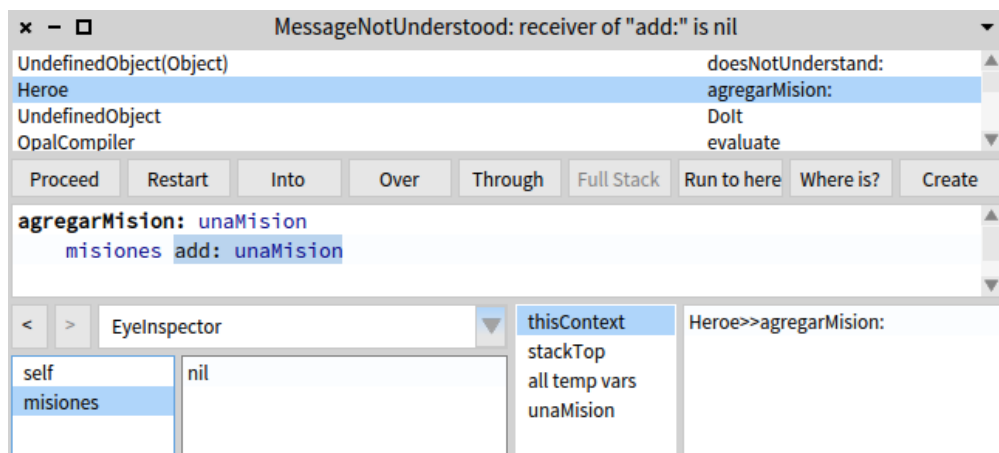 MessageNotUnderstood: receiver of "add:" is nil
UndefinedObject(Object) doesNotUnderstand:
Heroe agregarMision:
UndefinedObject DoIt
OpalCompiler evaluate
Proceed Restart Into Over Through Full Stack Run to here Where is? Create
agregarMision: unaMision
misiones add: unaMision
< > EyeInspector
self nil
misiones
thisContext Heroe>>agregarMision:
stackTop
all temp vars
unaMision